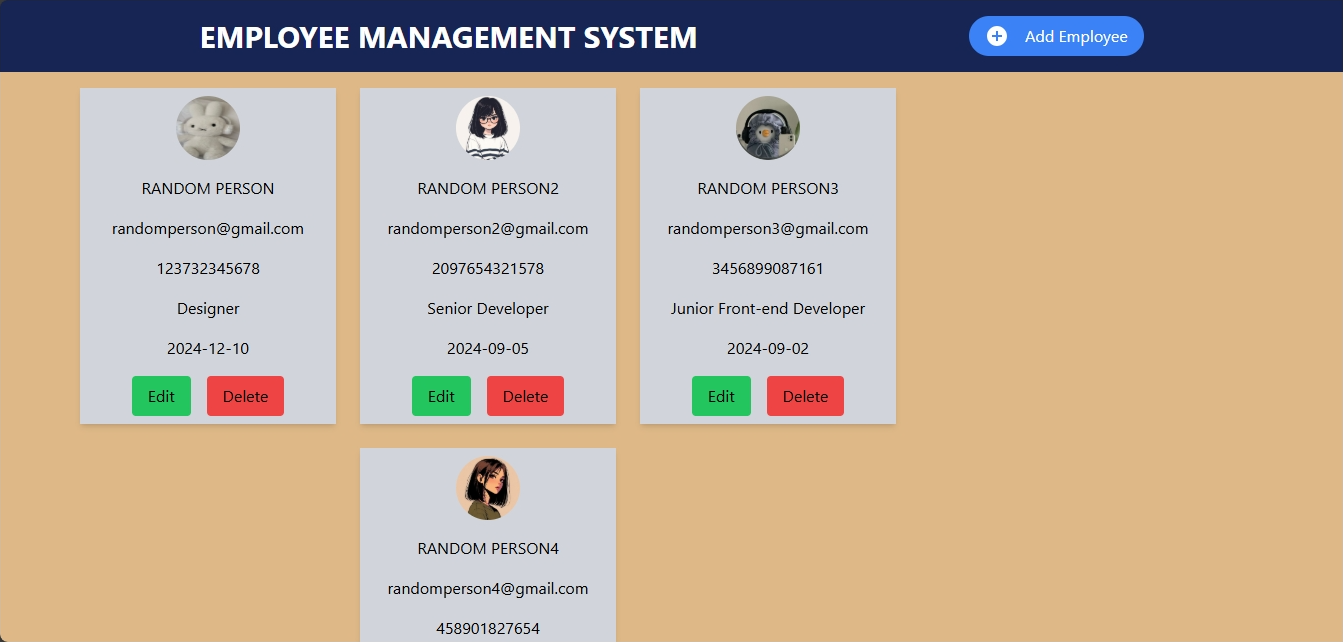 EMPLOYEE MANAGEMENT SYSTEM
Add Employee
RANDOM PERSON
randomperson@gmail.com
123732345678
Designer
2024-12-10
Edit
Delete
RANDOM PERSON2
randomperson2@gmail.com
2097654321578
Senior Developer
2024-09-05
Edit
Delete
RANDOM PERSON3
randomperson3@gmail.com
3456899087161
Junior Front-end Developer
2024-09-02
Edit
Delete
RANDOM PERSON4
randomperson4@gmail.com
458901827654